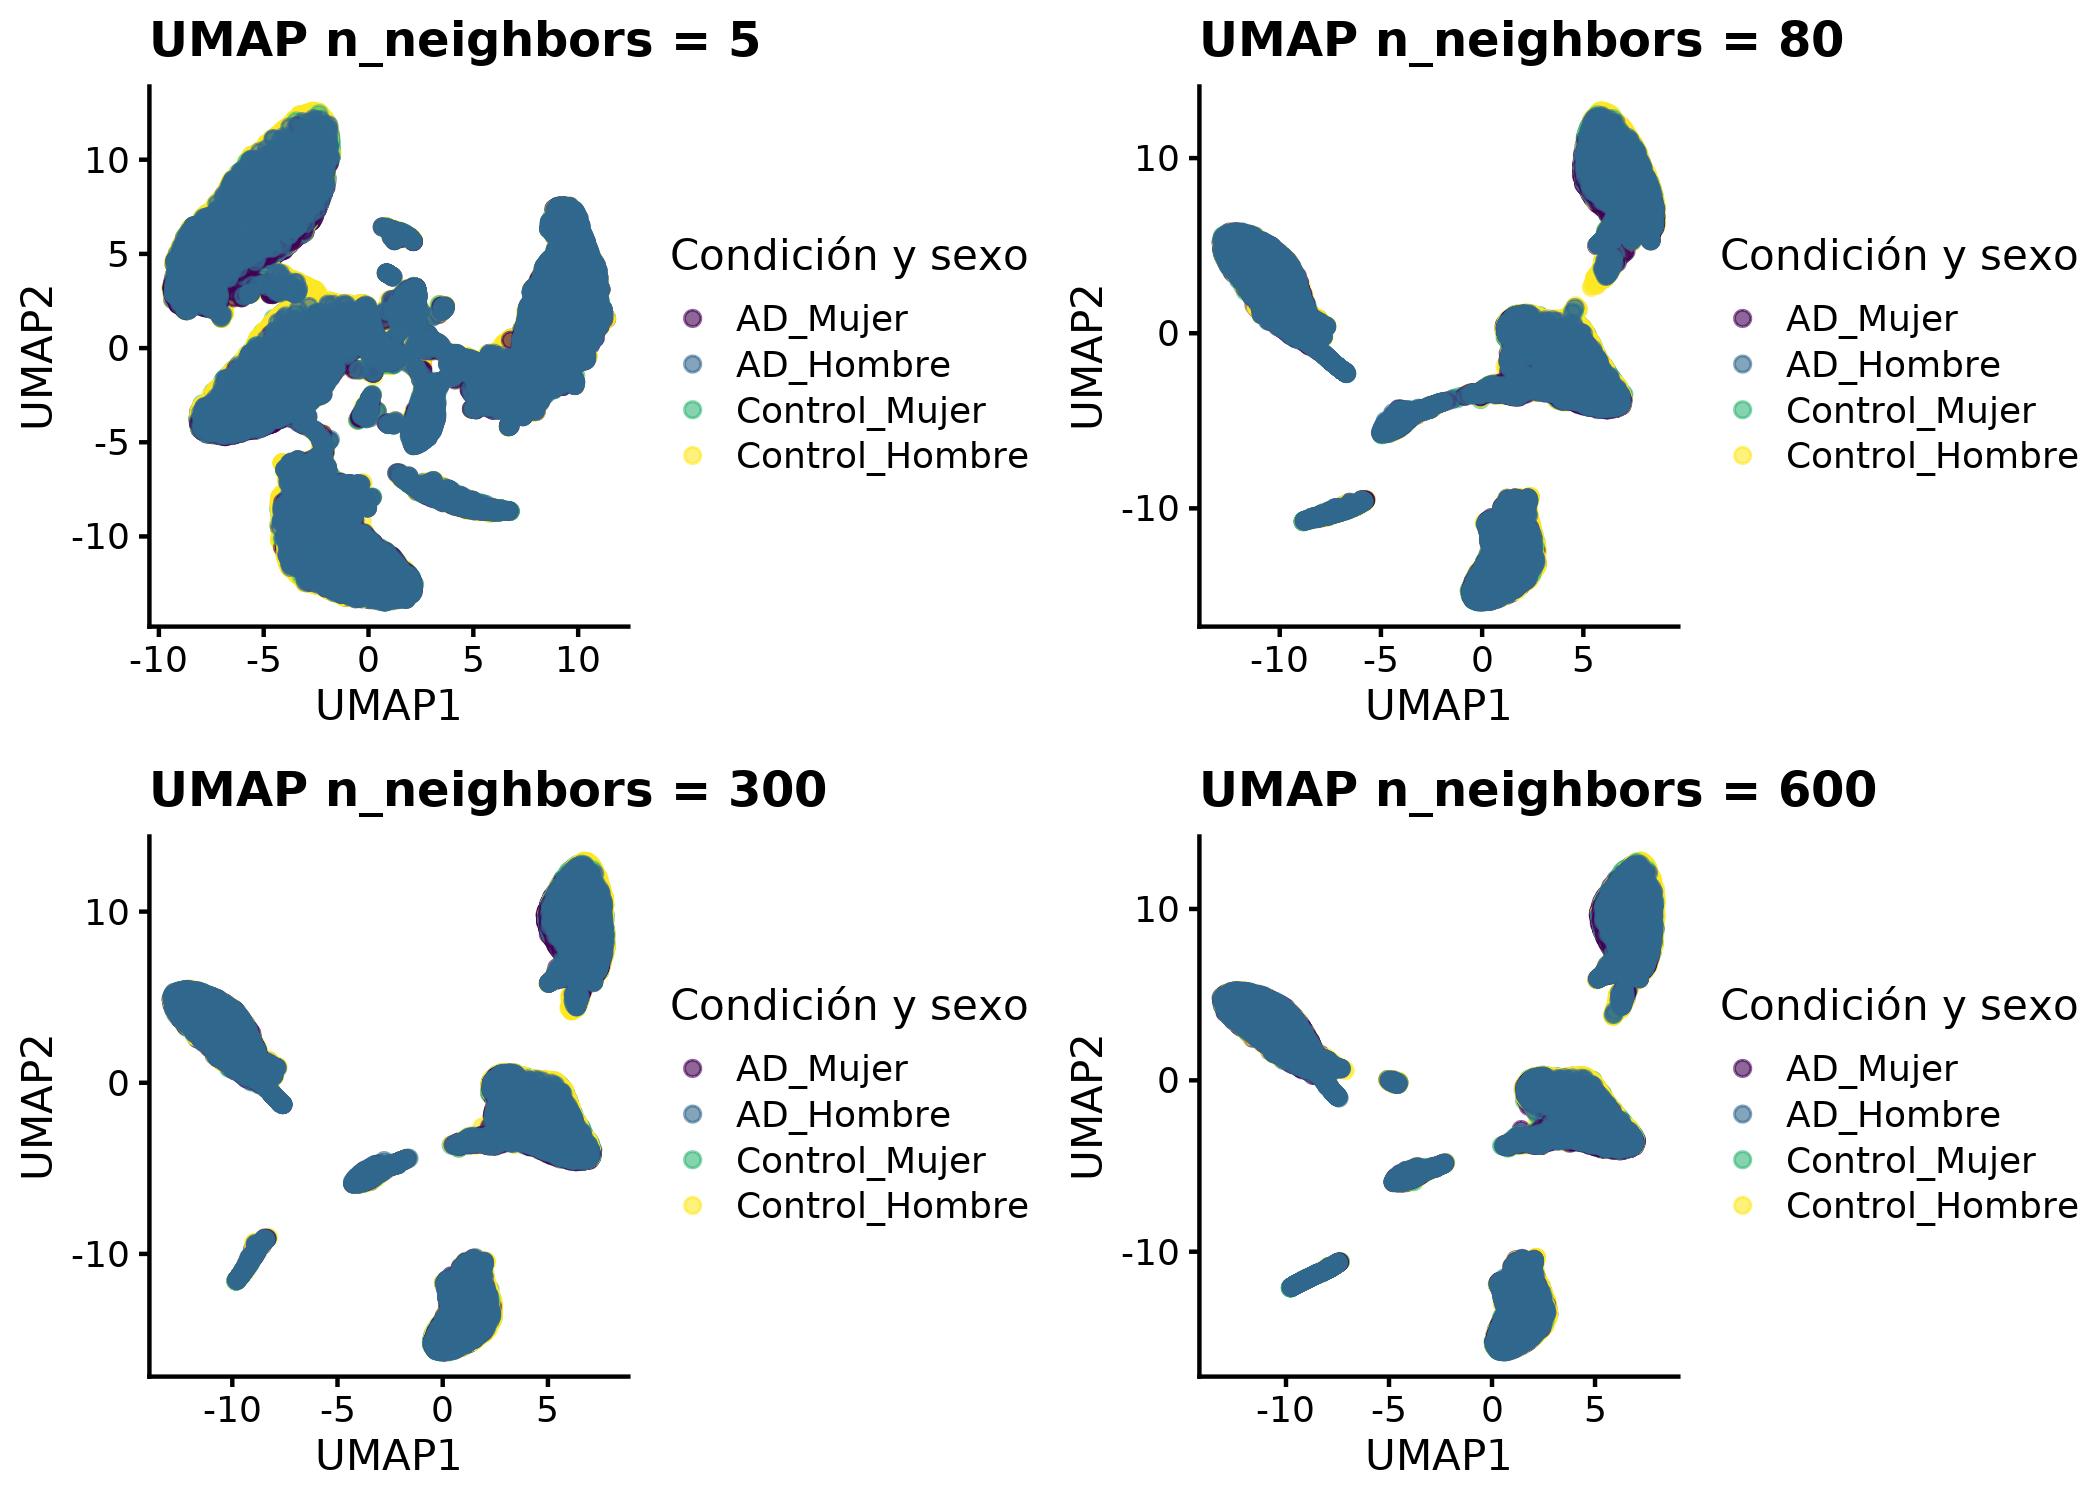 UMAP n_neighbors = 5
UMAP2
10
5
0
-5
-10
-10 -5 0 5 10
UMAP1
Condición y sexo
AD_Mujer
AD_Hombre
Control_Mujer
Control_Hombre
UMAP n_neighbors = 80
UMAP2
10
0
-10
-10 -5 0 5
UMAP1
Condición y sexo
AD_Mujer
AD_Hombre
Control_Mujer
Control_Hombre
UMAP n_neighbors = 300
UMAP2
10
0
-10
-10 -5 0 5
UMAP1
Condición y sexo
AD_Mujer
AD_Hombre
Control_Mujer
Control_Hombre
UMAP n_neighbors = 600
UMAP2
10
0
-10
-10 -5 0 5
UMAP1
Condición y sexo
AD_Mujer
AD_Hombre
Control_Mujer
Control_Hombre